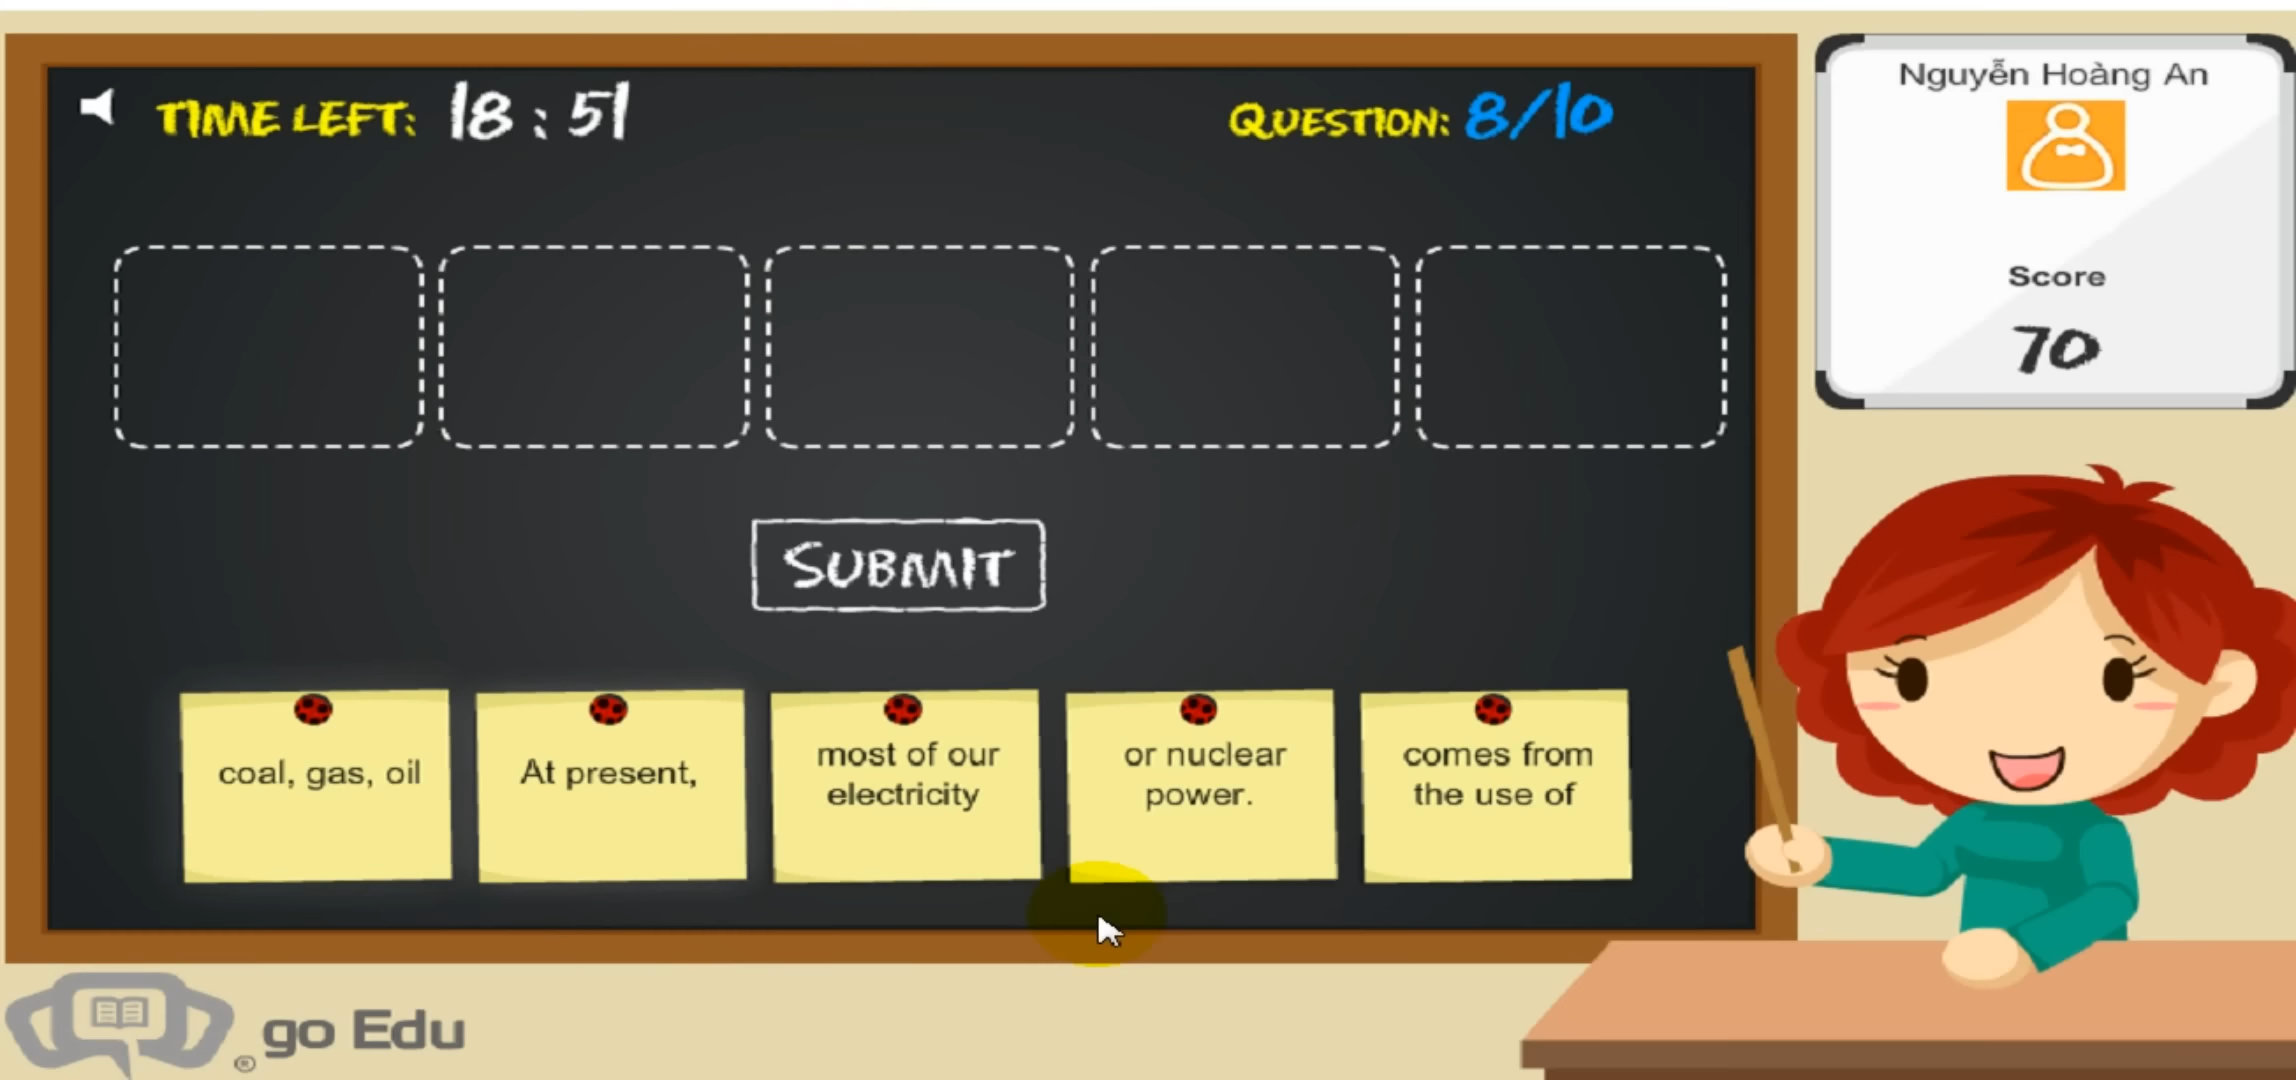 TIME LEFT: 18 : 51
QUESTION: 8/10
Nguyễn Hoàng An
Score
70
SUBMIT
coal, gas, oil
At present,
most of our
electricity
or nuclear
power.
comes from
the use of
® go Edu